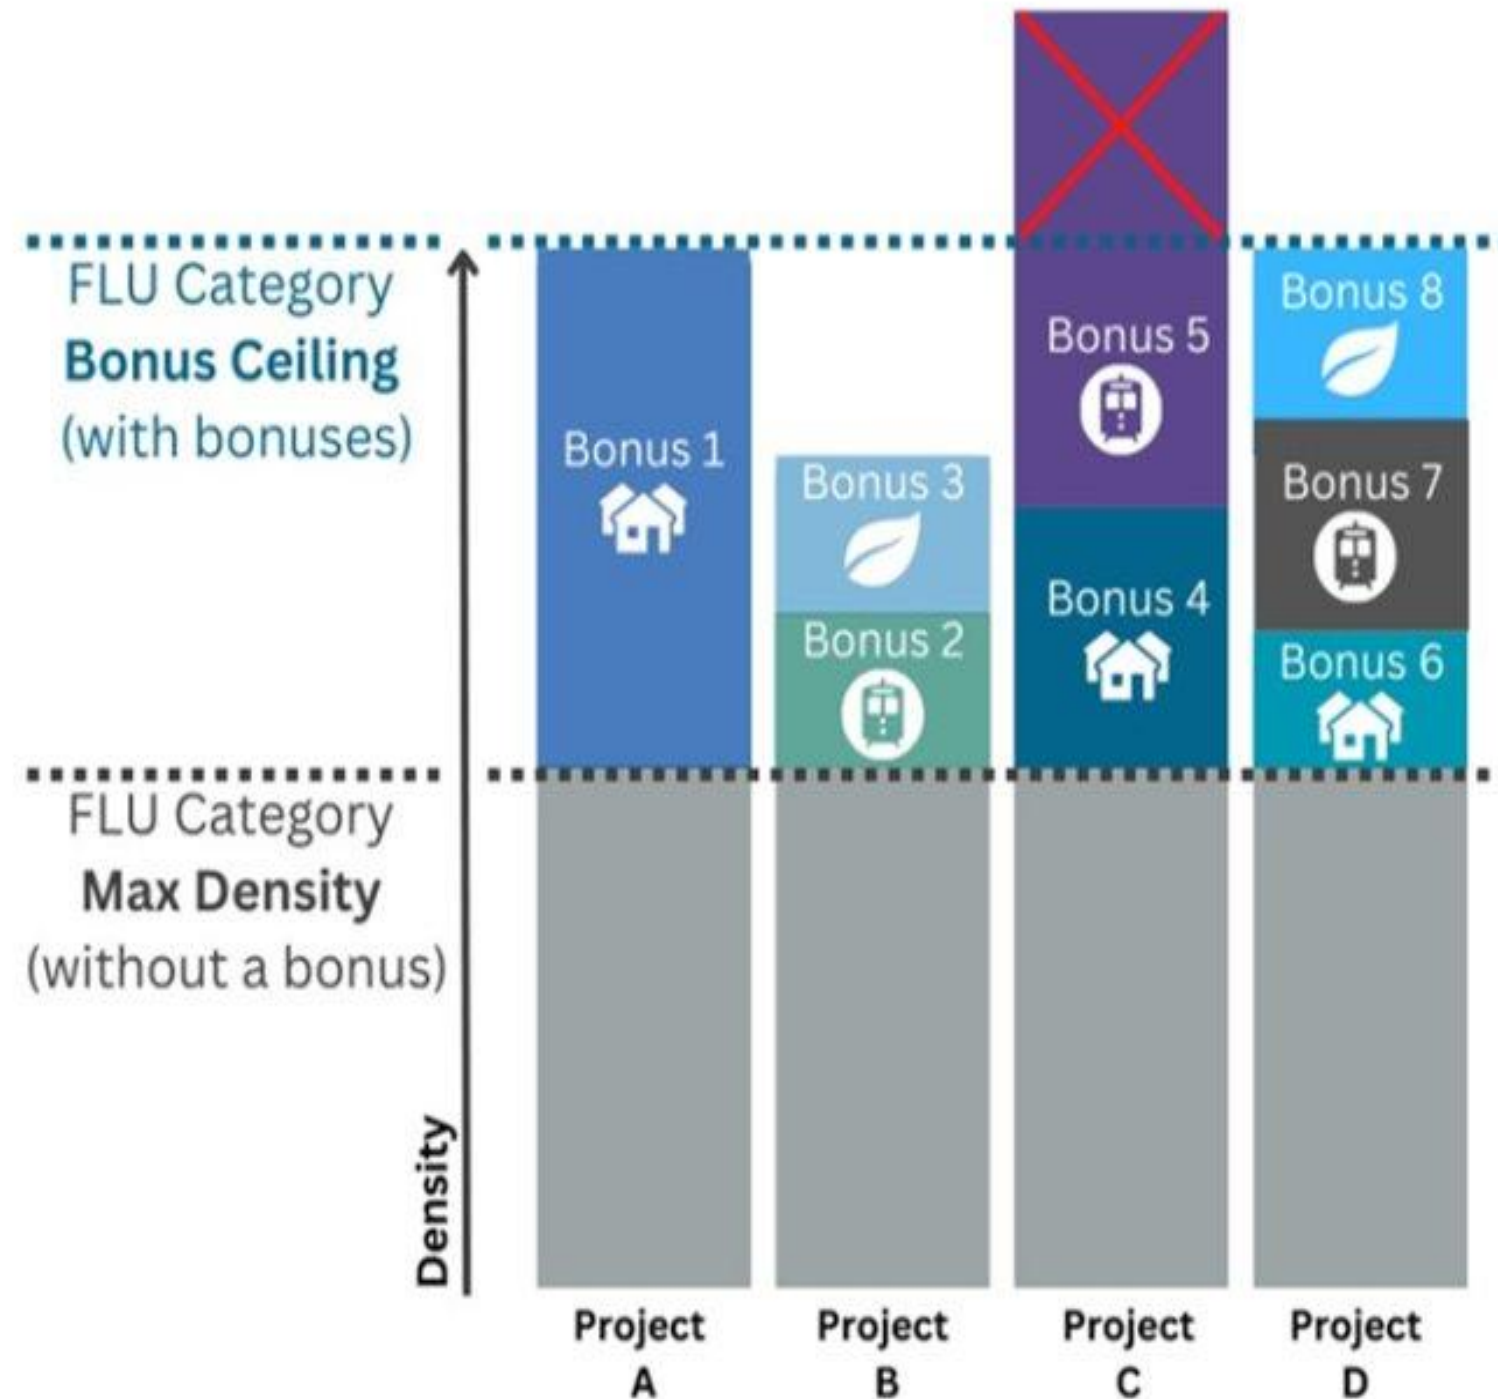 FLU Category
Bonus Ceiling
(with bonuses)
FLU Category
Max Density
(without a bonus)
Density
Bonus 1
Bonus 3
Bonus 2
Bonus 5
Bonus 4
Bonus 8
Bonus 7
Bonus 6
Project
A
Project
B
Project
C
Project
D